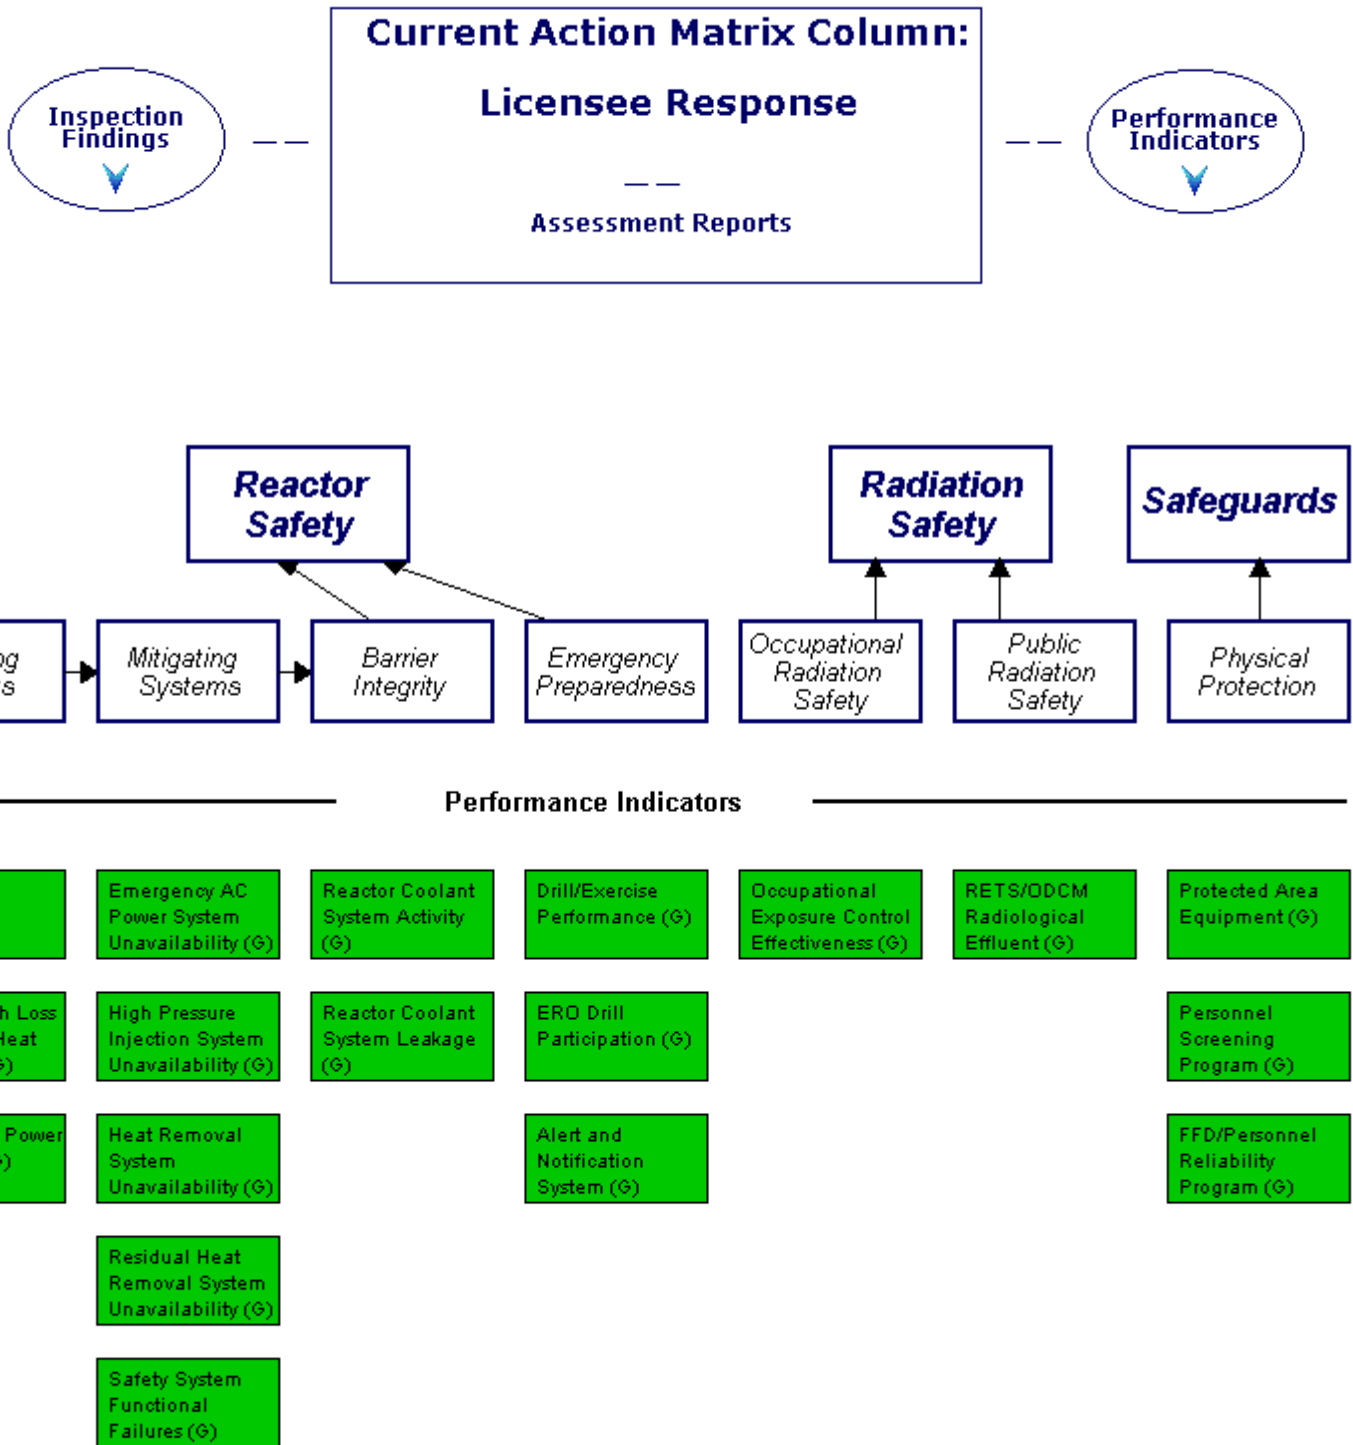 Current Action Matrix Column:
Licensee Response
Inspection
Findings
Performance
Indicators
Assessment Reports
Reactor
Safety
Radiation
Safety
Safeguards
Mitigating
Systems
Barrier
Integrity
Emergency
Preparedness
Occupational
Radiation
Safety
Public
Radiation
Safety
Physical
Protection
Performance Indicators
Emergency AC
Power System
Unavailability (G)
Reactor Coolant
System Activity
(G)
Drill/Exercise
Performance (G)
Occupational
Exposure Control
Effectiveness (G)
RETS/ODCM
Radiological
Effluent (G)
Protected Area
Equipment (G)
Loss
Heat
High Pressure
Injection System
Unavailability (G)
Reactor Coolant
System Leakage
(G)
ERO Drill
Participation (G)
Personnel
Screening
Program (G)
Power
Heat Removal
System
Unavailability (G)
Alert and
Notification
System (G)
FFD/Personnel
Reliability
Program (G)
Residual Heat
Removal System
Unavailability (G)
Safety System
Functional
Failures (G)